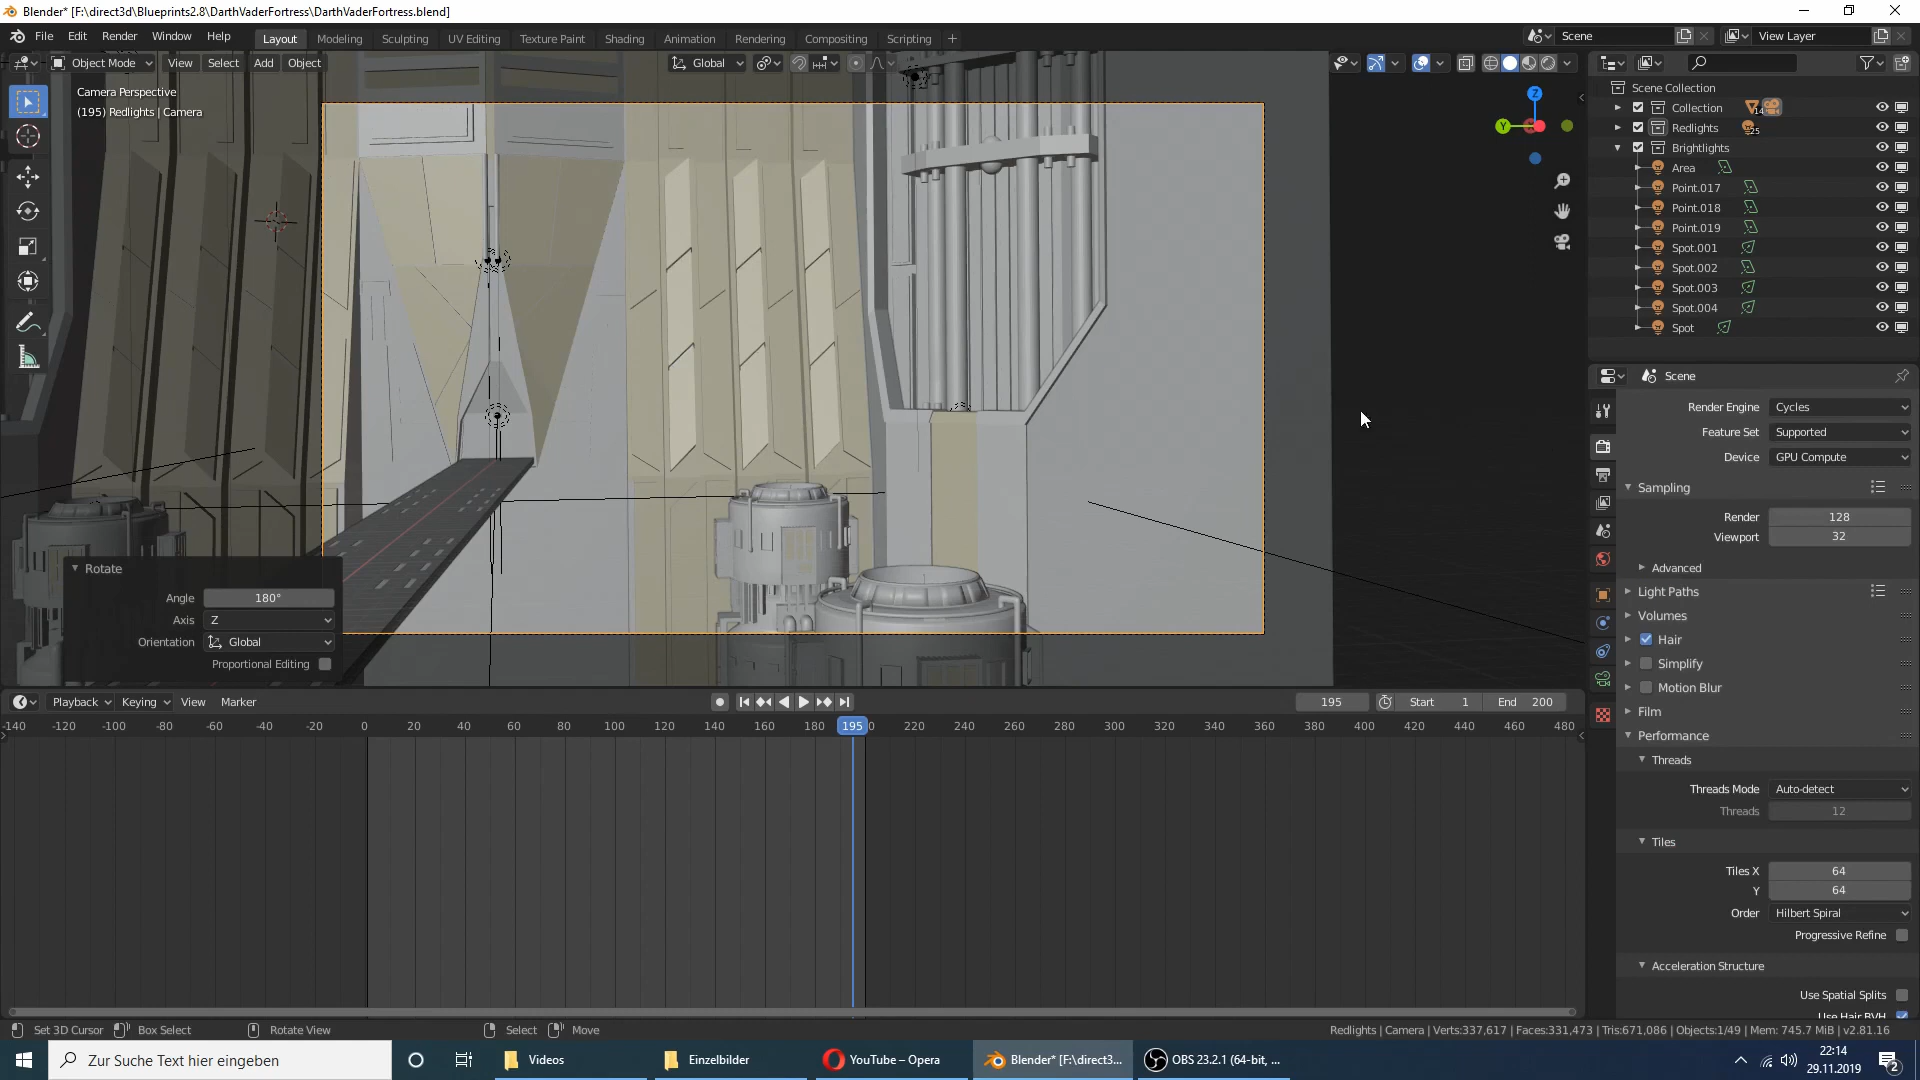 Blender* [F:\direct3d\Blueprints2.8\DarthVaderFortress\DarthVaderFortress.blend]
File Edit Render Window Help
Layout Modeling Sculpting UV Editing Texture Paint Shading Animation Rendering Compositing Scripting +
Scene
View Layer
Object Mode View Select Add Object
Global
Camera Perspective
(195) Redlights | Camera
Z
Y
Scene Collection
Collection
14
Redlights
25
Brightlights
Area
Point.017
Point.018
Point.019
Spot.001
Spot.002
Spot.003
Spot.004
Spot
Scene
Render Engine Cycles
Feature Set Supported
Device GPU Compute
Sampling
Render 128
Viewport 32
Advanced
Light Paths
Volumes
Hair
Simplify
Motion Blur
Film
Performance
Threads
Threads Mode Auto-detect
Threads 12
Tiles
Tiles X 64
Y 64
Order Hilbert Spiral
Progressive Refine
Acceleration Structure
Use Spatial Splits
Use Hair BVH
Rotate
Angle 180°
Axis Z
Orientation Global
Proportional Editing
Playback Keying View Marker
195 Start 1 End 200
-140 -120 -100 -80 -60 -40 -20 0 20 40 60 80 100 120 140 160 180 195 0 220 240 260 280 300 320 340 360 380 400 420 440 460 480
Set 3D Cursor Box Select Rotate View Select Move
Redlights | Camera | Verts:337,617 | Faces:331,473 | Tris:671,086 | Objects:1/49 | Mem: 745.7 MiB | v2.81.16
Zur Suche Text hier eingeben
Videos
Einzelbilder
YouTube – Opera
Blender* [F:\direct3...
OBS 23.2.1 (64-bit, ...
22:14
29.11.2019
2